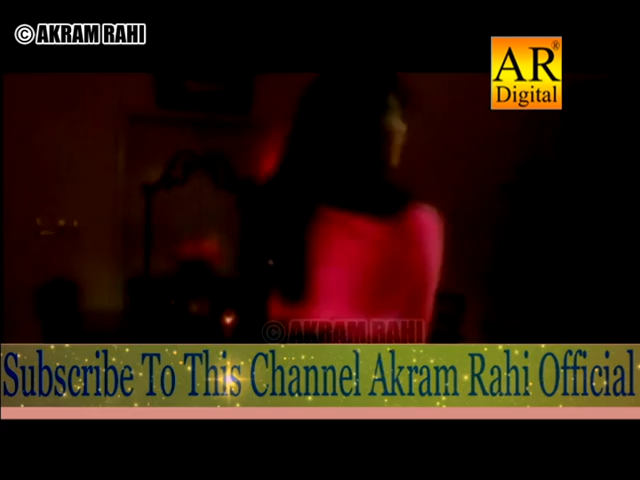 © AKRAM RAHI
AR®
Digital
© AKRAM RAHI
Subscribe To This Channel Akram Rahi Official